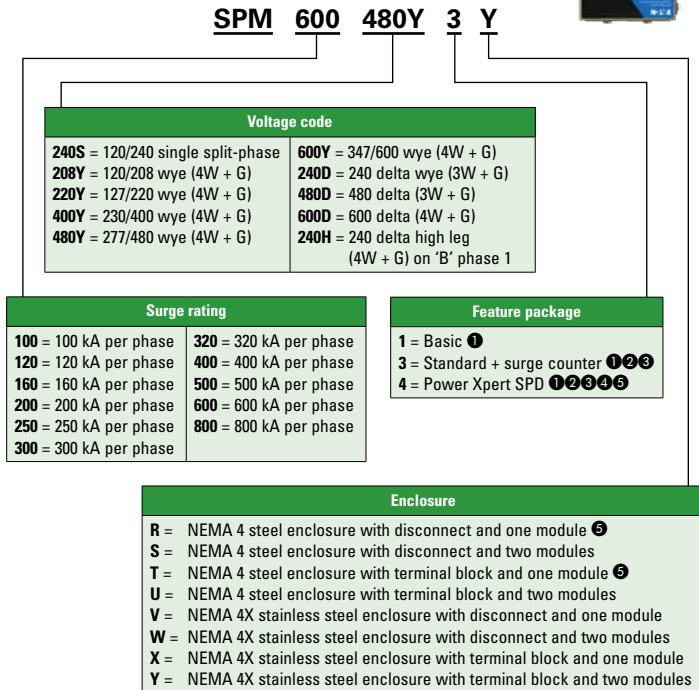 SPM 600 480Y 3 Y
Voltage code
240S = 120/240 single split-phase
208Y = 120/208 wye (4W + G)
220Y = 127/220 wye (4W + G)
400Y = 230/400 wye (4W + G)
480Y = 277/480 wye (4W + G)
600Y = 347/600 wye (4W + G)
240D = 240 delta wye (3W + G)
480D = 480 delta (3W + G)
600D = 600 delta (4W + G)
240H = 240 delta high leg
(4W + G) on ‘B’ phase 1
Surge rating
100 = 100 kA per phase
120 = 120 kA per phase
160 = 160 kA per phase
200 = 200 kA per phase
250 = 250 kA per phase
300 = 300 kA per phase
320 = 320 kA per phase
400 = 400 kA per phase
500 = 500 kA per phase
600 = 600 kA per phase
800 = 800 kA per phase
Feature package
1 = Basic ❶
3 = Standard + surge counter ❶❷❸
4 = Power Xpert SPD ❶❷❸❹❺
Enclosure
R = NEMA 4 steel enclosure with disconnect and one module ❺
S = NEMA 4 steel enclosure with disconnect and two modules
T = NEMA 4 steel enclosure with terminal block and one module ❺
U = NEMA 4 steel enclosure with terminal block and two modules
V = NEMA 4X stainless steel enclosure with disconnect and one module
W = NEMA 4X stainless steel enclosure with disconnect and two modules
X = NEMA 4X stainless steel enclosure with terminal block and one module
Y = NEMA 4X stainless steel enclosure with terminal block and two modules